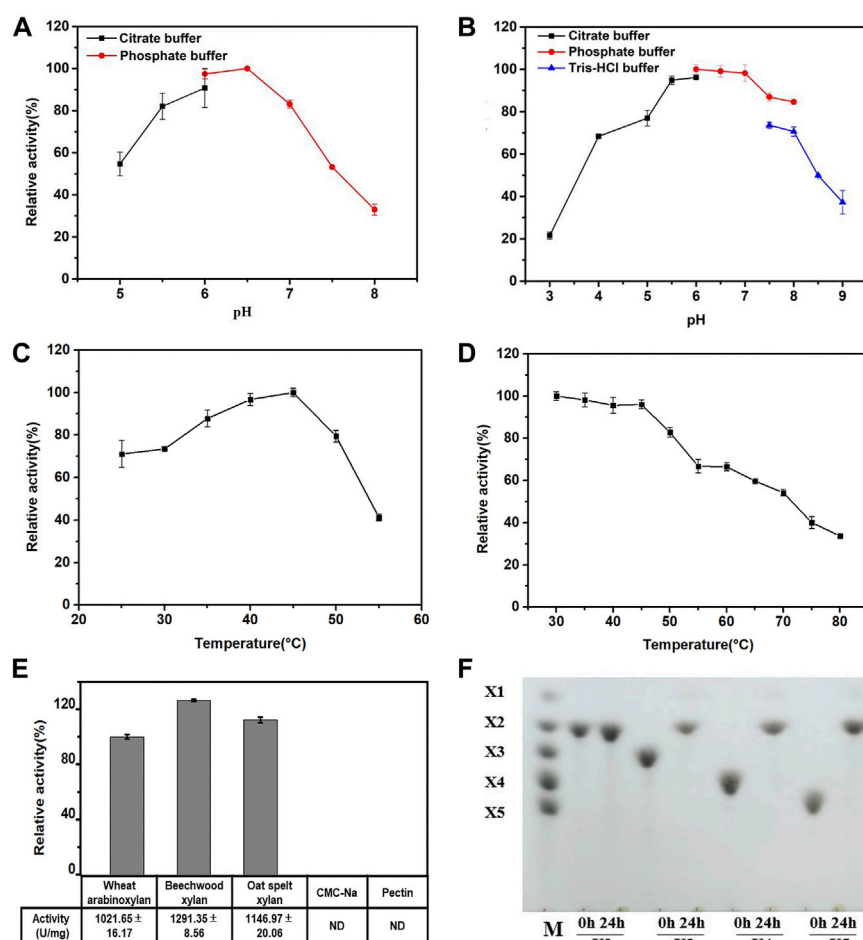 A
Citrate buffer
Phosphate buffer
Relative activity(%)
120
100
80
60
40
20
0
5
6
7
8
pH
B
Citrate buffer
Phosphate buffer
Tris-HCl buffer
Relative activity(%)
120
100
80
60
40
20
0
3
4
5
6
7
8
9
pH
C
Relative activity(%)
120
100
80
60
40
20
0
20
30
40
50
60
Temperature(°C)
D
Relative activity(%)
120
100
80
60
40
20
0
30
40
50
60
70
80
Temperature(°C)
E
Relative activity(%)
120
80
40
0
Wheat arabinoxylan
Beechwood xylan
Oat spelt xylan
CMC-Na
Pectin
Activity (U/mg)
1021.65 ± 16.17
1291.35 ± 8.56
1146.97 ± 20.06
ND
ND
F
X1
X2
X3
X4
X5
M
0h 24h
0h 24h
0h 24h
0h 24h